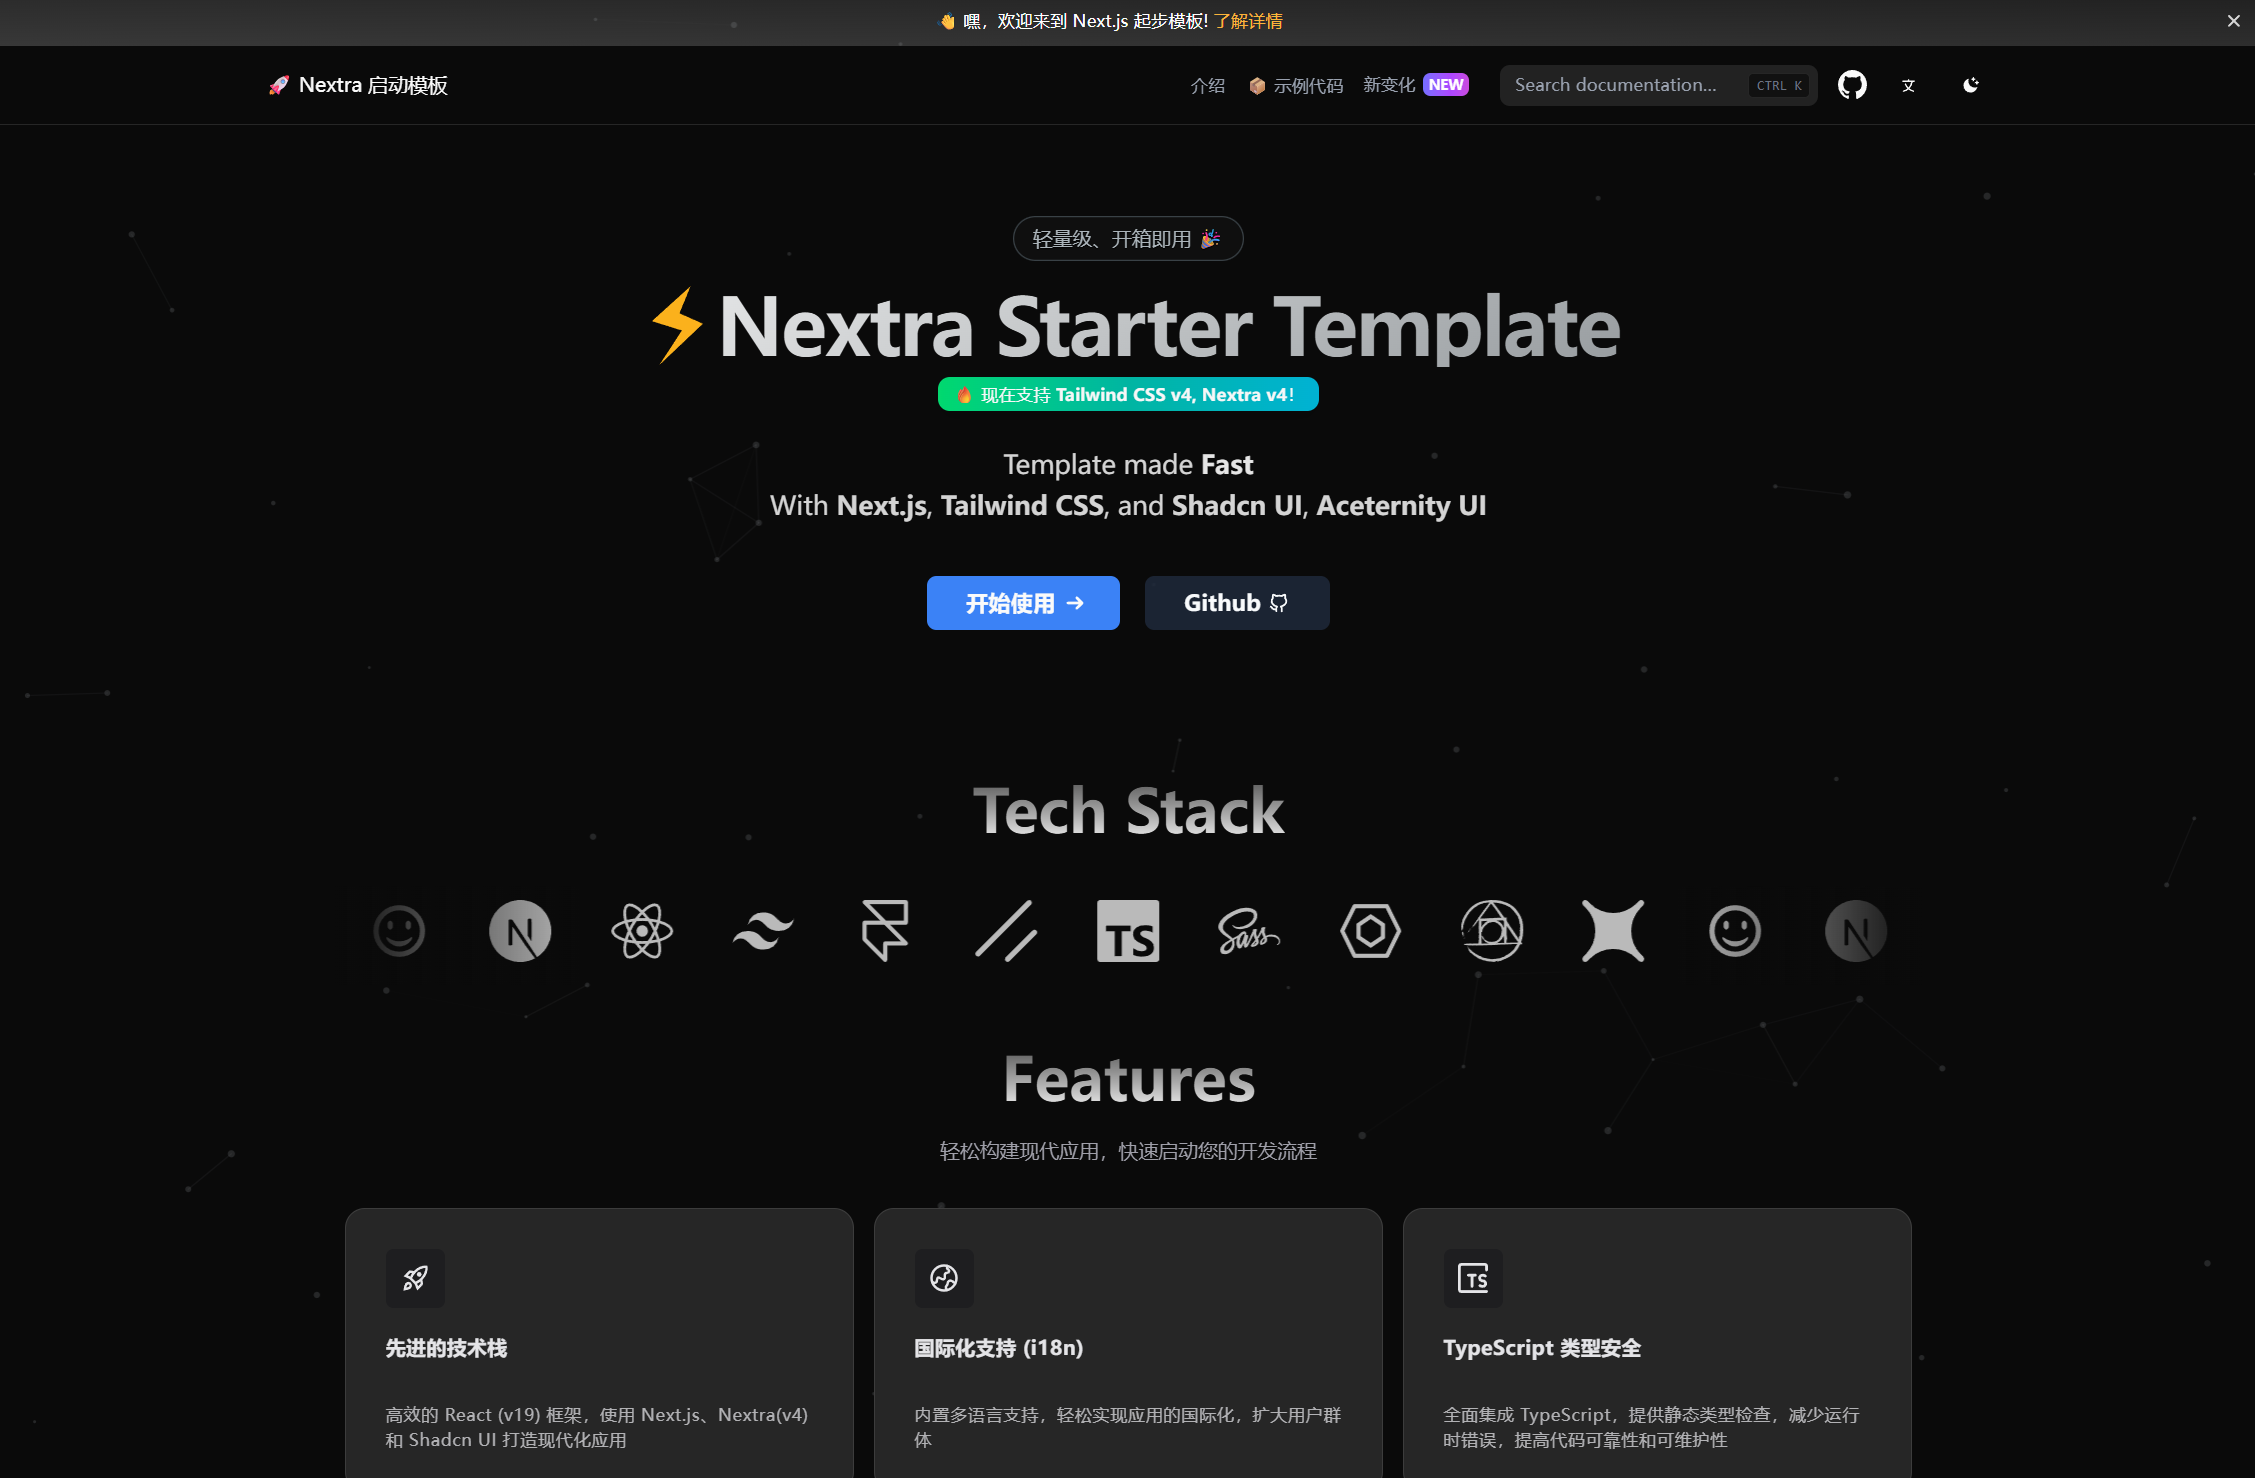 👋 嘿，欢迎来到 Next.js 起步模板! 了解详情
🚀 Nextra 启动模板
介绍
📦 示例代码
新变化 NEW
Search documentation...
CTRL K
文
轻量级、开箱即用 🎉
⚡Nextra Starter Template
🔥 现在支持 Tailwind CSS v4, Nextra v4!
Template made Fast
With Next.js, Tailwind CSS, and Shadcn UI, Aceternity UI
开始使用
Github
Tech Stack
N
TS
Sass
N
Features
轻松构建现代应用，快速启动您的开发流程
TS
先进的技术栈
国际化支持 (i18n)
TypeScript 类型安全
高效的 React (v19) 框架，使用 Next.js、Nextra(v4)
和 Shadcn UI 打造现代化应用
内置多语言支持，轻松实现应用的国际化，扩大用户群
体
全面集成 TypeScript，提供静态类型检查，减少运行
时错误，提高代码可靠性和可维护性